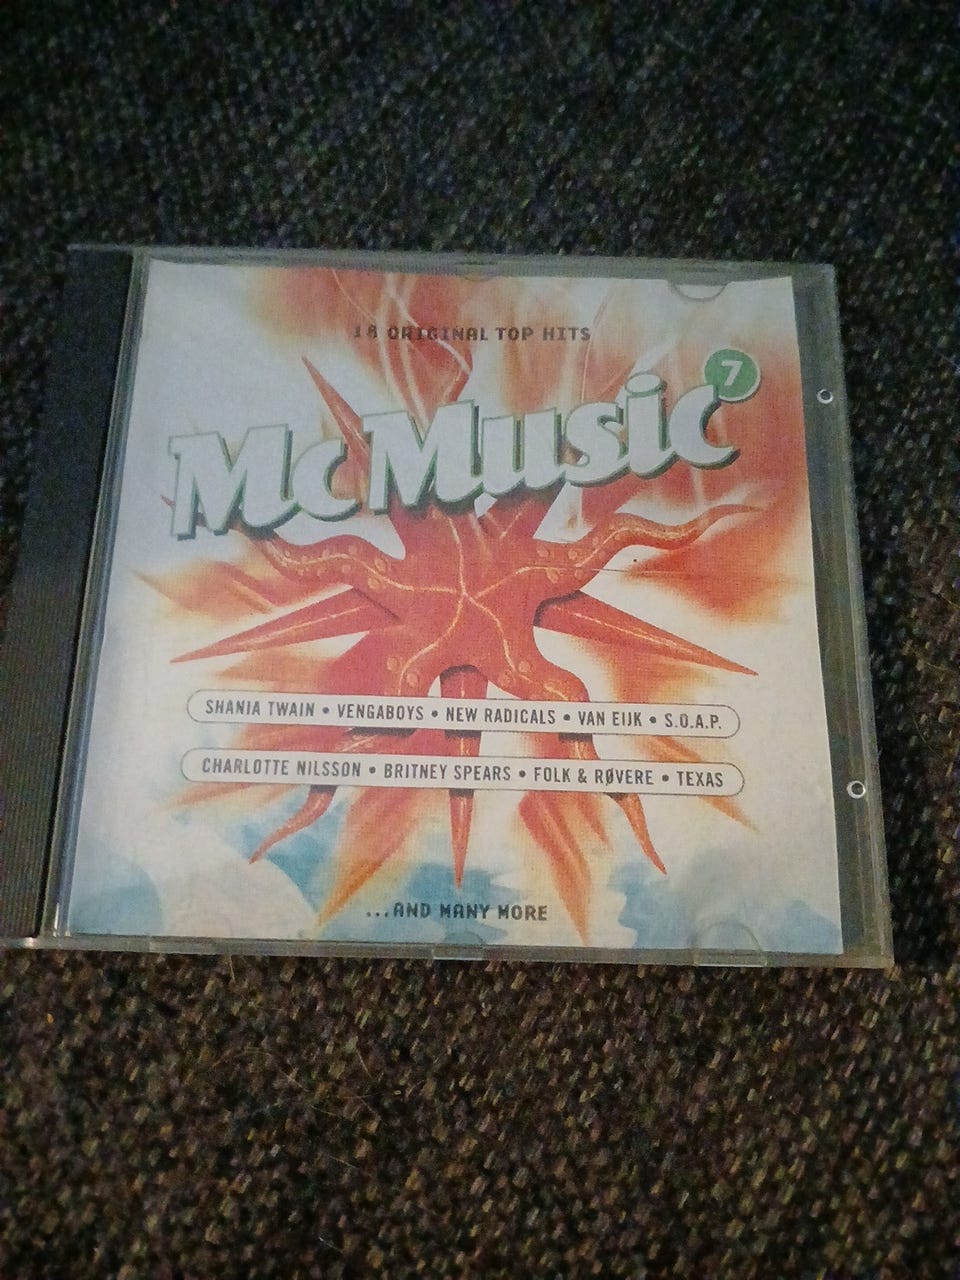 18 ORIGINAL TOP HITS
7
McMusic
SHANIA TWAIN • VENGABOYS • NEW RADICALS • VAN EIJK • S.O.A.P.
CHARLOTTE NILSSON • BRITNEY SPEARS • FOLK & RØVERE • TEXAS
...AND MANY MORE